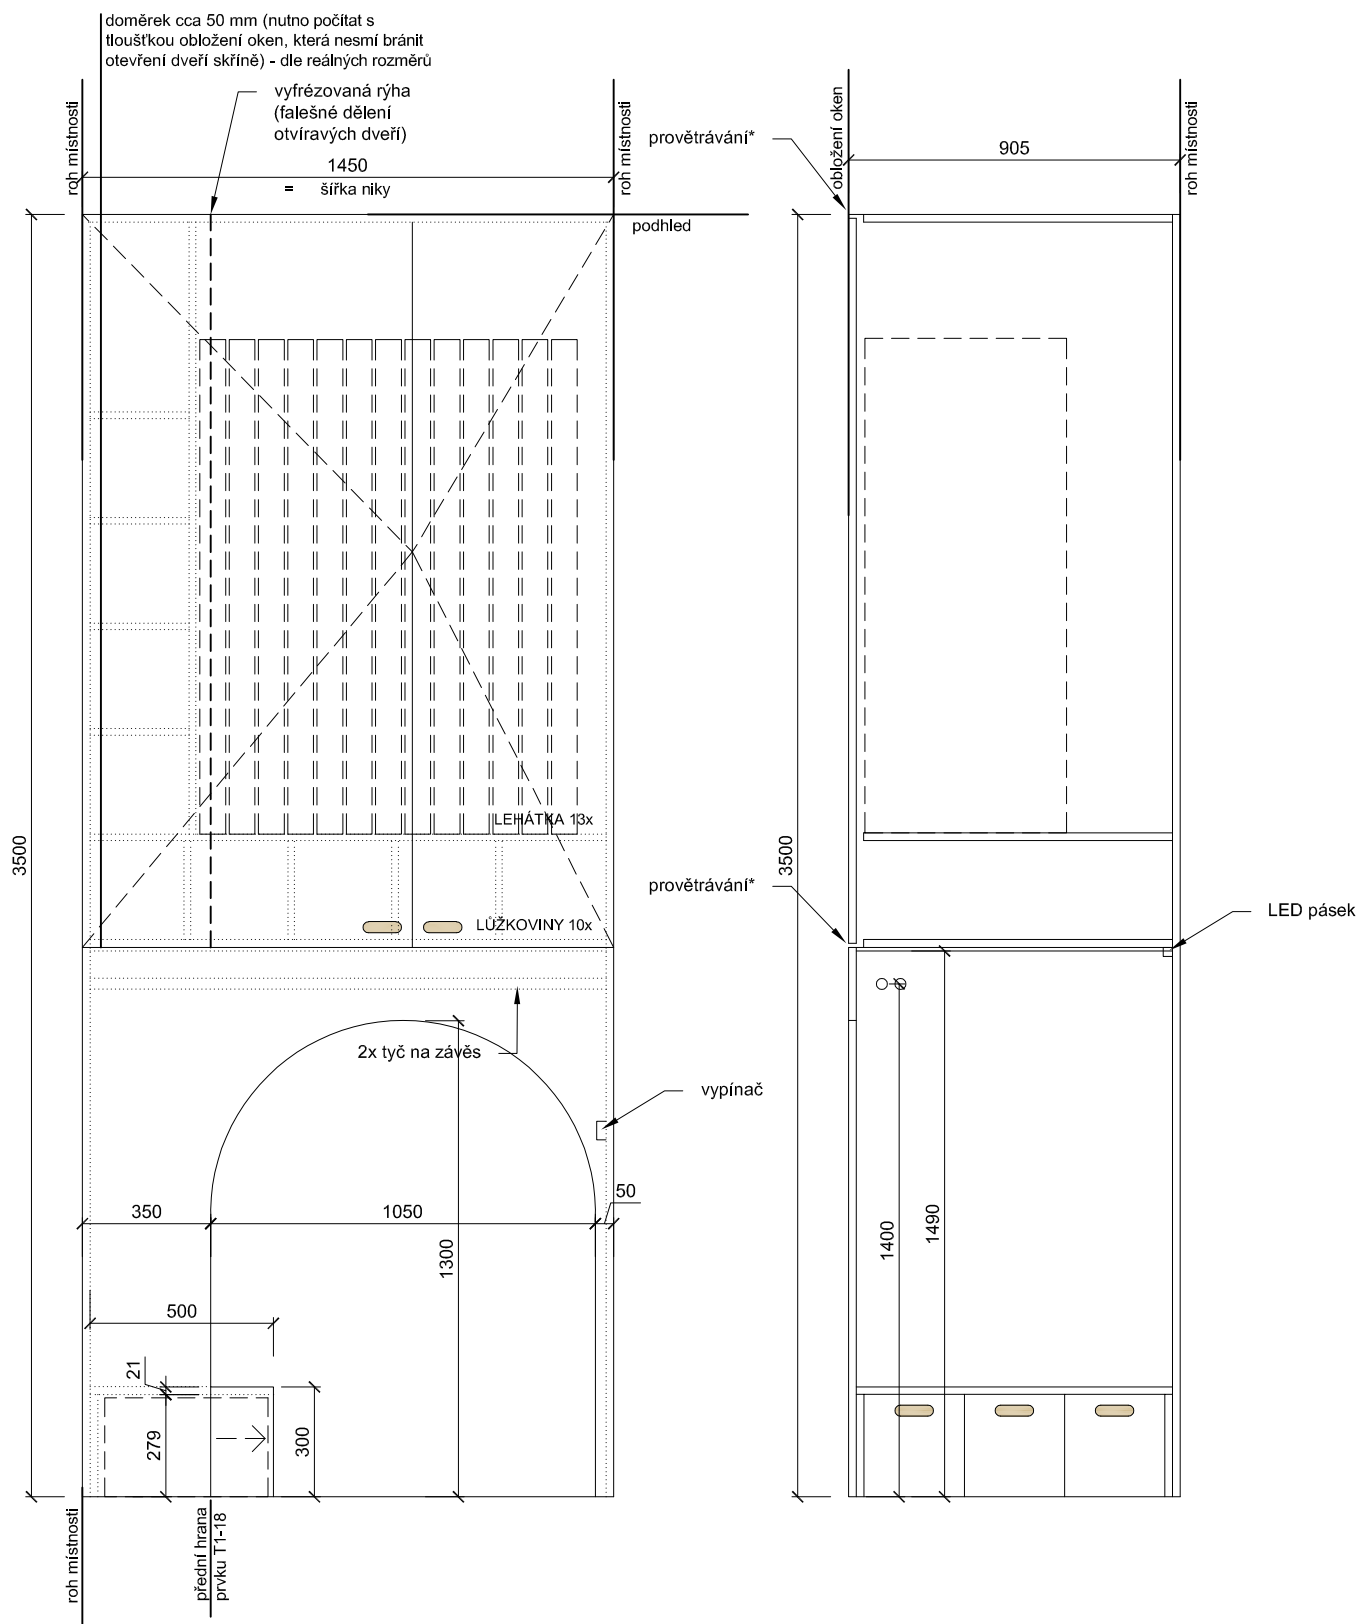 doměrek cca 50 mm (nutno počítat s
tloušťkou obložení oken, která nesmí bránit
otevření dveří skříně) - dle reálných rozměrů
vyfrézovaná rýha
(falešné dělení
otvíravých dveří)
roh místnosti
roh místnosti
1450
= šířka niky
podhled
provětrávání*
obložení oken
905
roh místnosti
3500
3500
LEHÁTKA 13x
LŮŽKOVINY 10x
provětrávání*
LED pásek
2x tyč na závěs
vypínač
350
1050
50
1300
1400
1490
500
21
279
300
roh místnosti
přední hrana
prvku T1-18